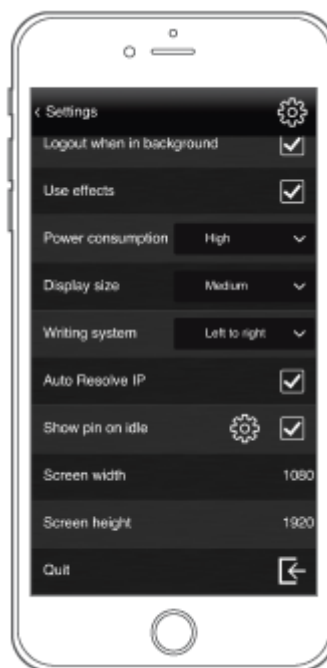 ‹ Settings
Logout when in background
Use effects
Power consumption High
Display size Medium
Writing system Left to right
Auto Resolve IP
Show pin on idle
Screen width 1080
Screen height 1920
Quit